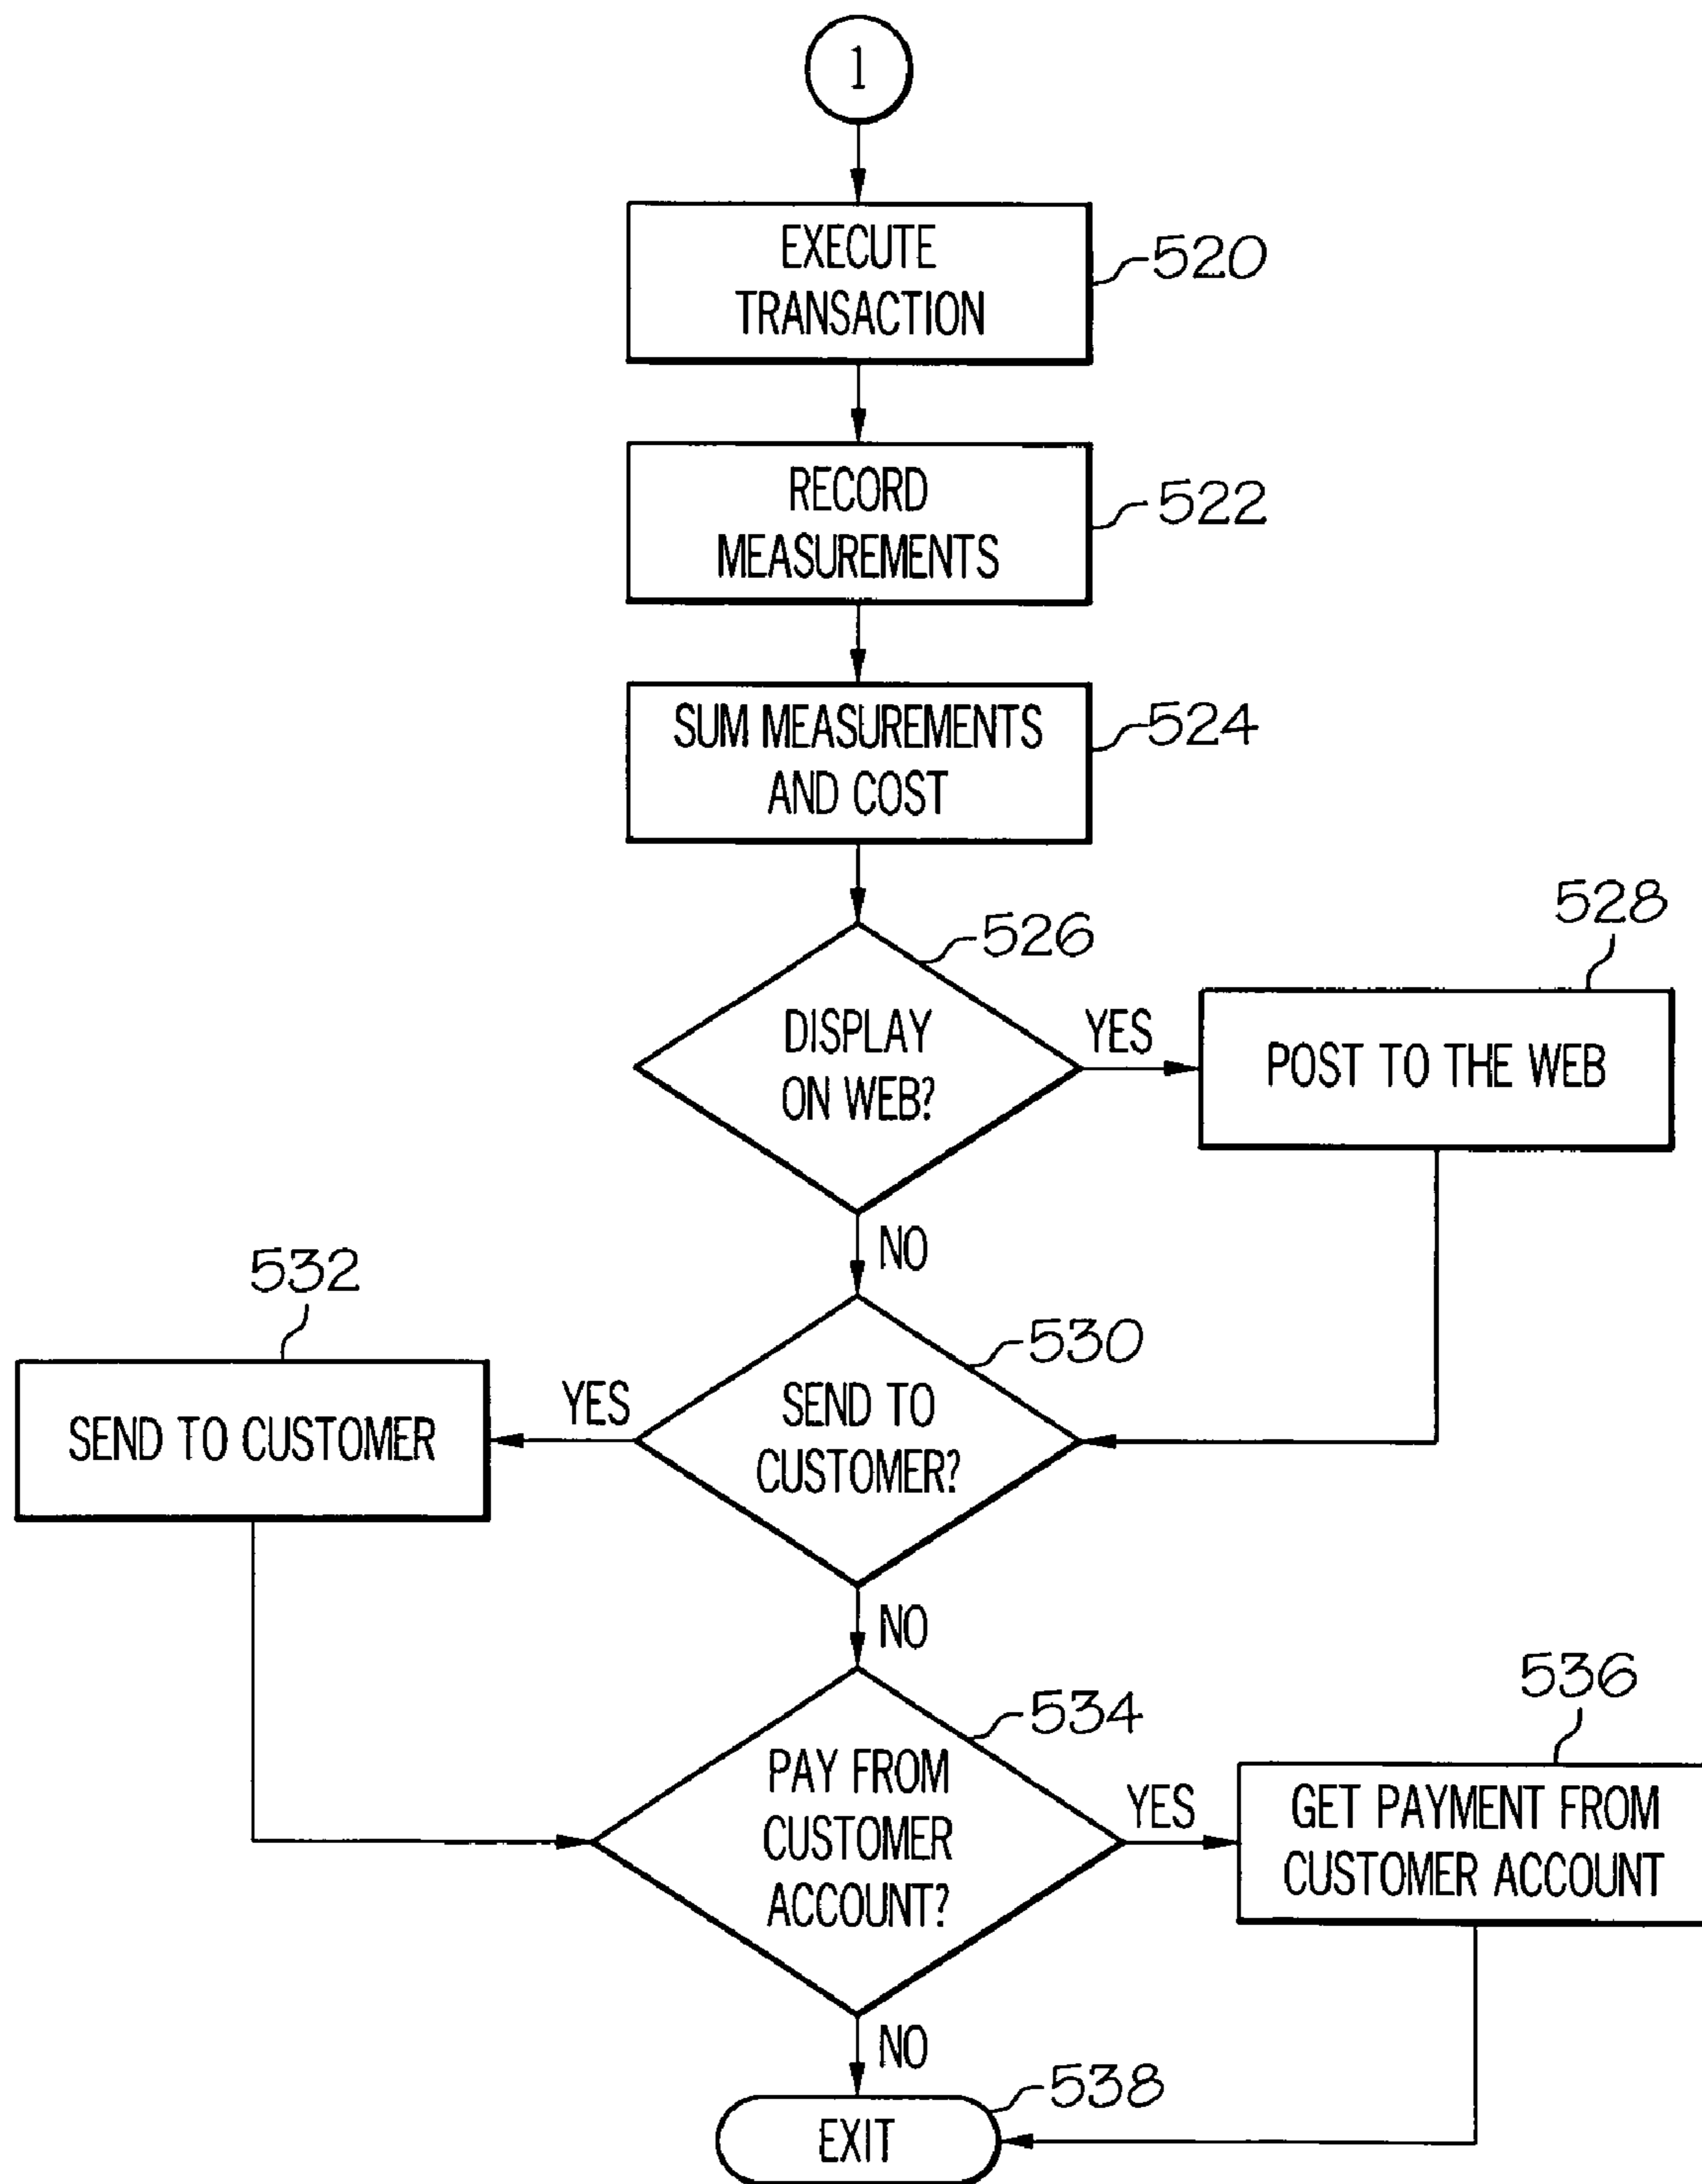 1
EXECUTE
TRANSACTION
520
RECORD
MEASUREMENTS
522
SUM MEASUREMENTS
AND COST
524
526
528
DISPLAY
ON WEB?
YES
POST TO THE WEB
NO
532
530
SEND TO CUSTOMER
YES
SEND TO
CUSTOMER?
NO
534
536
PAY FROM
CUSTOMER
ACCOUNT?
YES
GET PAYMENT FROM
CUSTOMER ACCOUNT
NO
538
EXIT